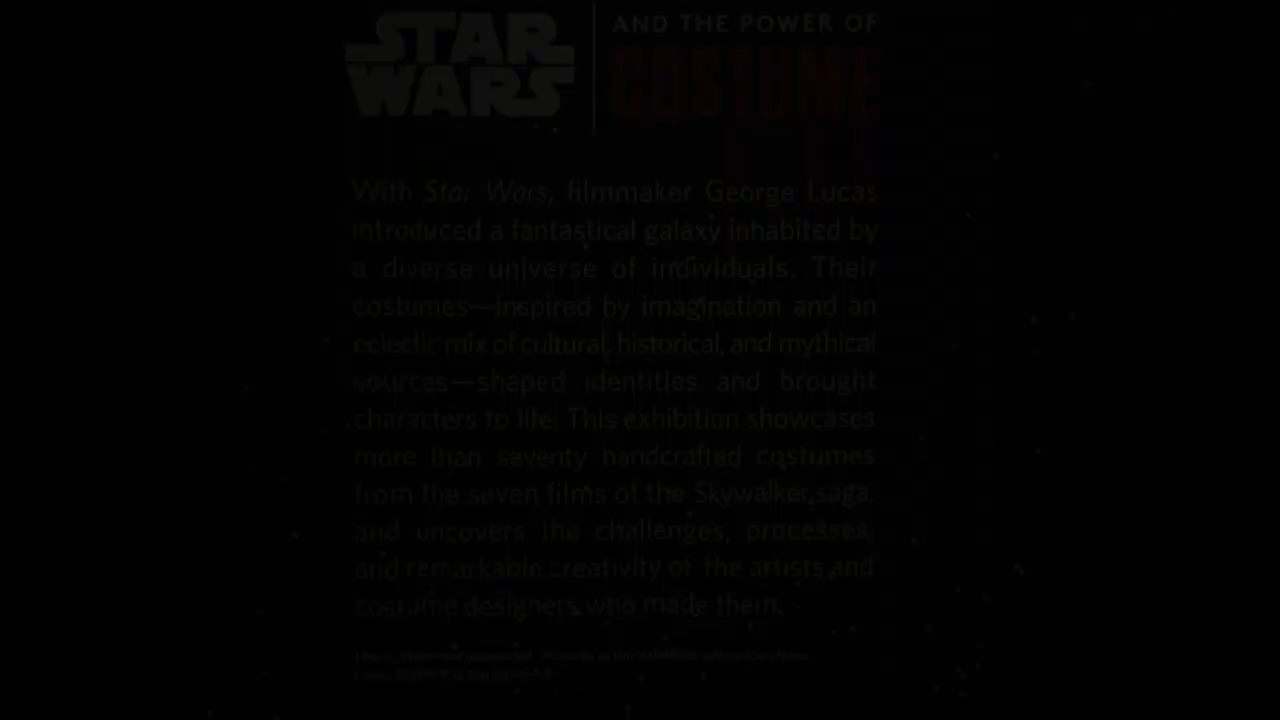 STAR
WARS
AND THE POWER OF
COSTUME
With Star Wars, filmmaker George Lucas
introduced a fantastical galaxy inhabited by
a diverse universe of individuals. Their
costumes—inspired by imagination and an
eclectic mix of cultural, historical, and mythical
sources—shaped identities and brought
characters to life. This exhibition showcases
more than seventy handcrafted costumes
from the seven films of the Skywalker saga,
and uncovers the challenges, processes,
and remarkable creativity of the artists and
costume designers who made them.